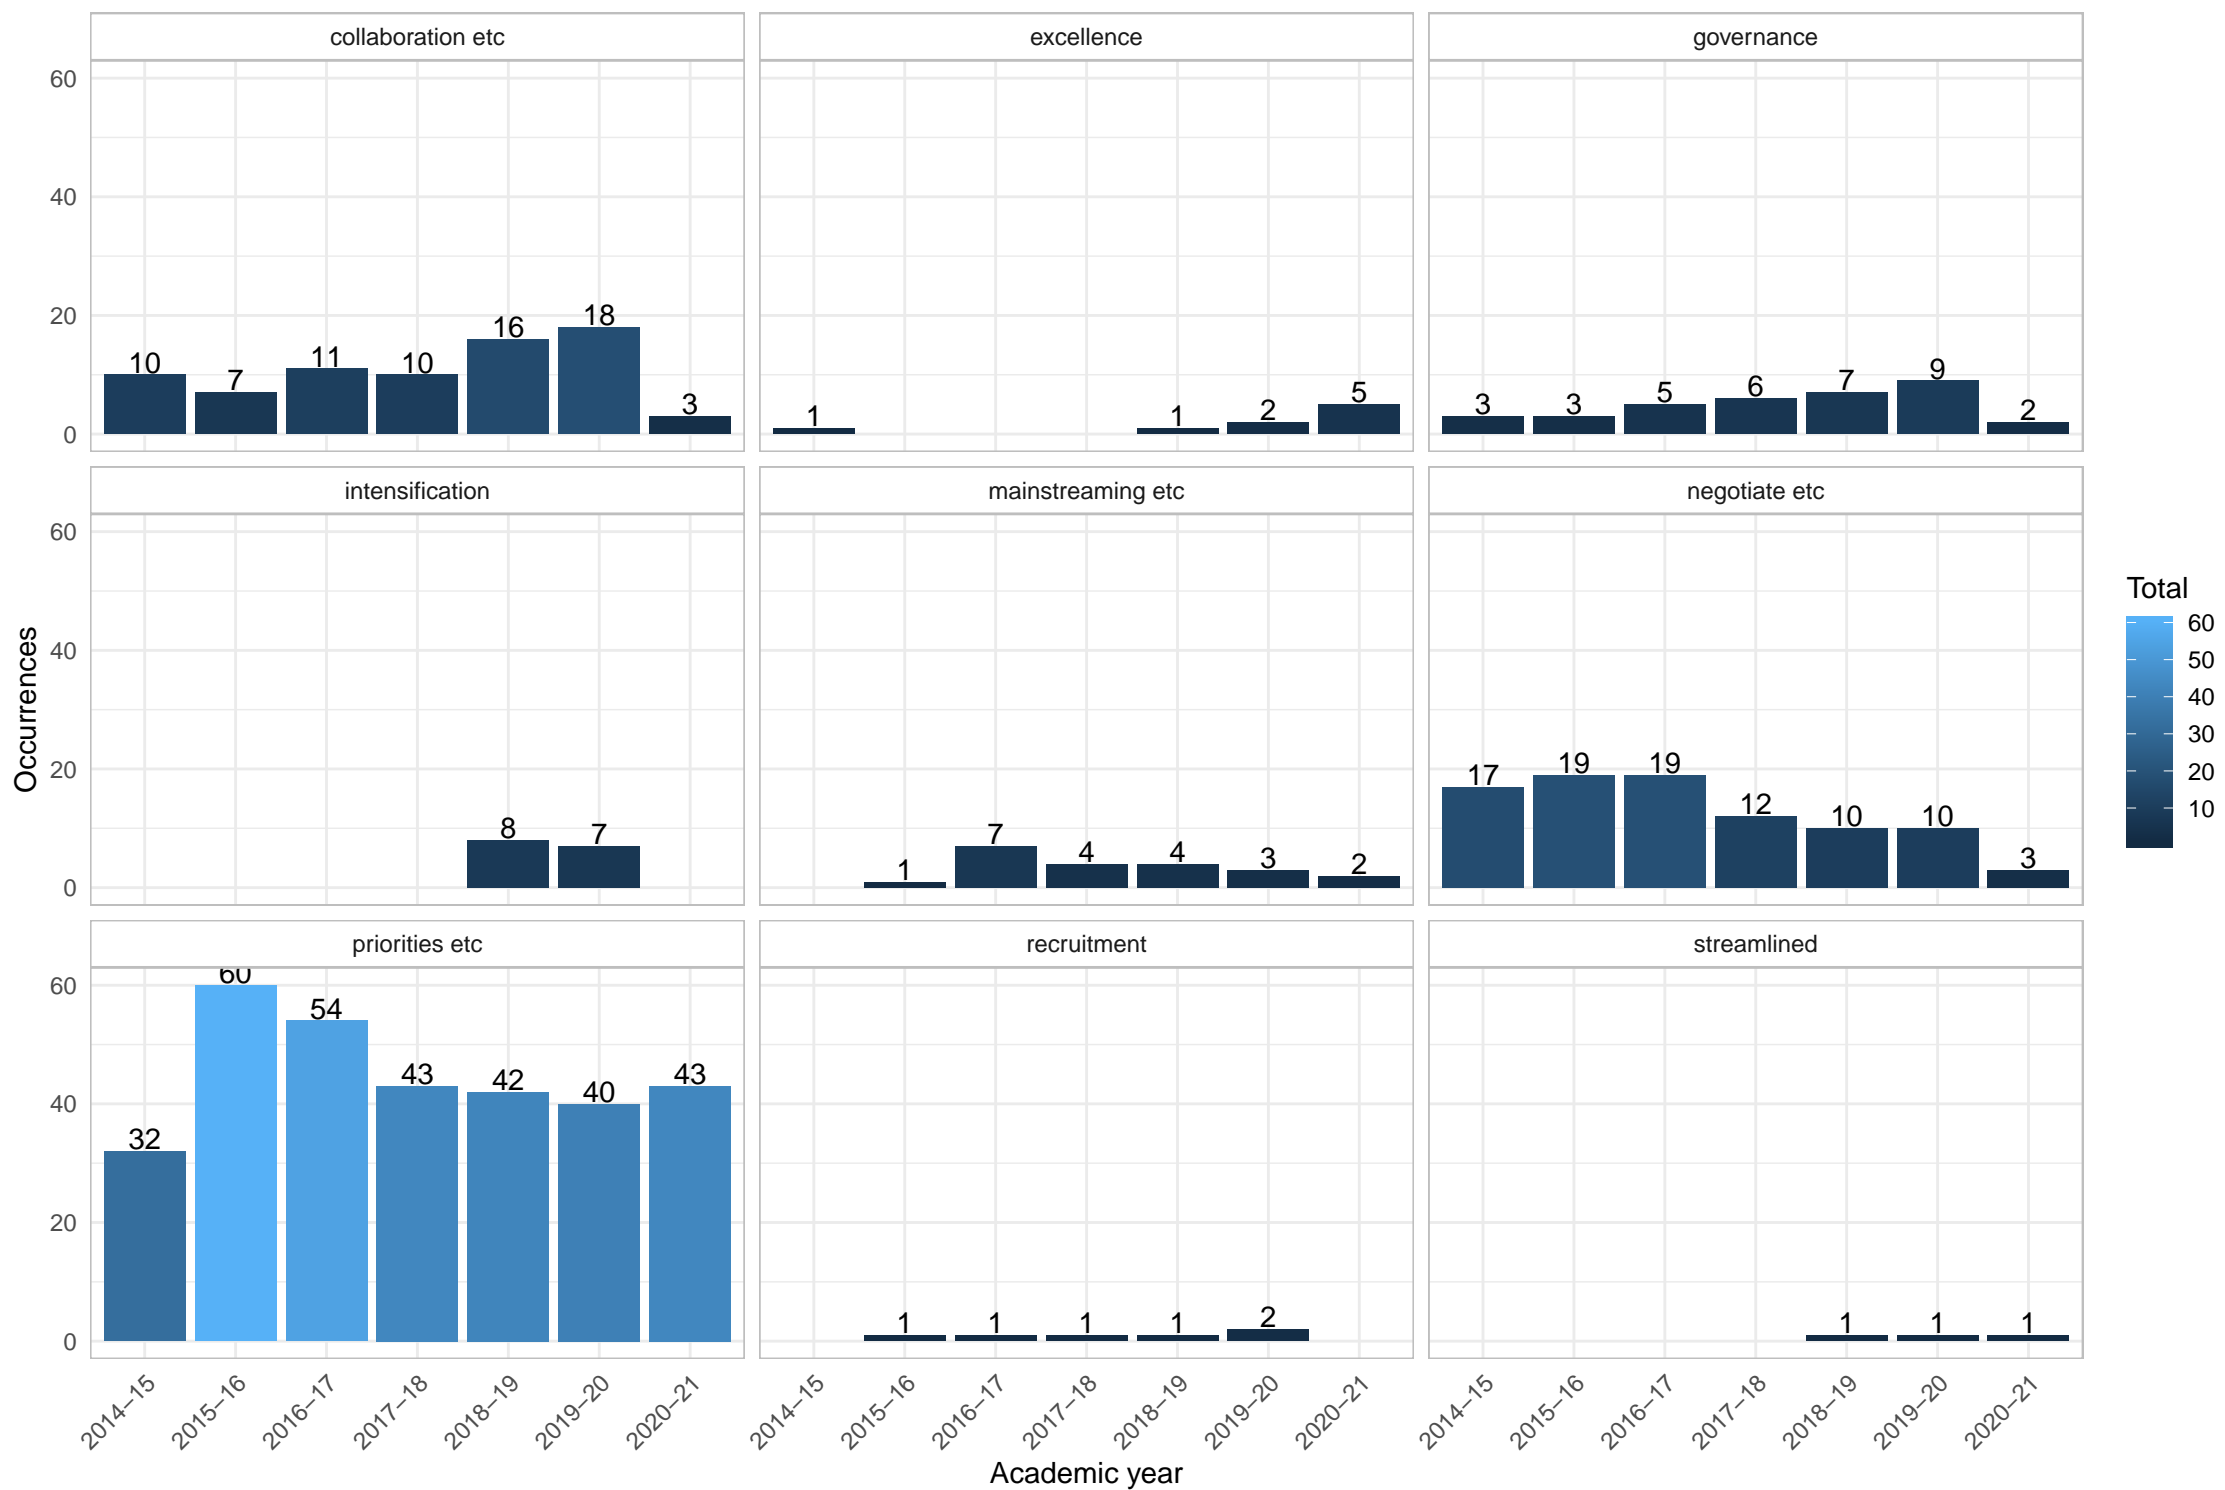 collaboration etc
excellence
governance
60
40
20
0
10 7 11 10 16 18 3
1 1 2 5
3 3 5 6 7 9 2
intensification
mainstreaming etc
negotiate etc
60
40
20
0
8 7
1 7 4 4 3 2
17 19 19 12 10 10 3
priorities etc
recruitment
streamlined
60
40
20
0
32 60 54 43 42 40 43
1 1 1 1 2
1 1 1
2014–15 2015–16 2016–17 2017–18 2018–19 2019–20 2020–21
2014–15 2015–16 2016–17 2017–18 2018–19 2019–20 2020–21
2014–15 2015–16 2016–17 2017–18 2018–19 2019–20 2020–21
Academic year
Occurrences
Total
60
50
40
30
20
10